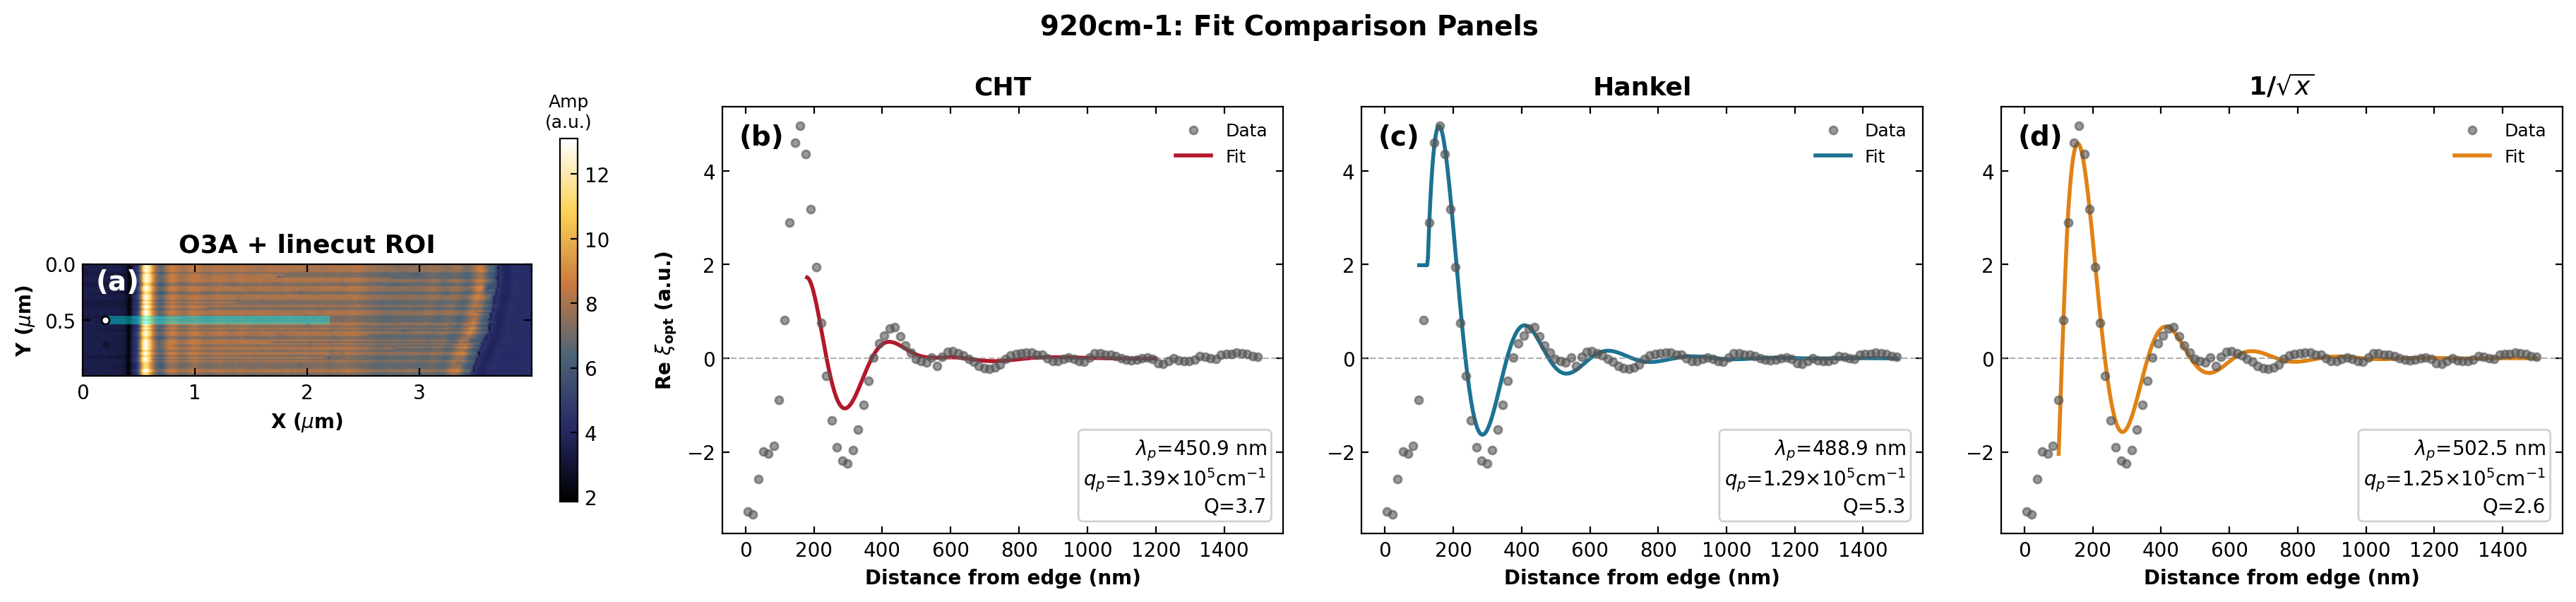 920cm-1: Fit Comparison Panels
Amp
(a.u.)
O3A + linecut ROI
(a)
0.0
0.5
Y (μm)
0
1
2
3
X (μm)
12
10
8
6
4
2
CHT
(b)
Data
Fit
4
2
0
−2
Re ξopt (a.u.)
λp=450.9 nm
qp=1.39×10⁵cm⁻¹
Q=3.7
0 200 400 600 800 1000 1200 1400
Distance from edge (nm)
Hankel
(c)
Data
Fit
4
2
0
−2
λp=488.9 nm
qp=1.29×10⁵cm⁻¹
Q=5.3
0 200 400 600 800 1000 1200 1400
Distance from edge (nm)
1/√x
(d)
Data
Fit
4
2
0
−2
λp=502.5 nm
qp=1.25×10⁵cm⁻¹
Q=2.6
0 200 400 600 800 1000 1200 1400
Distance from edge (nm)